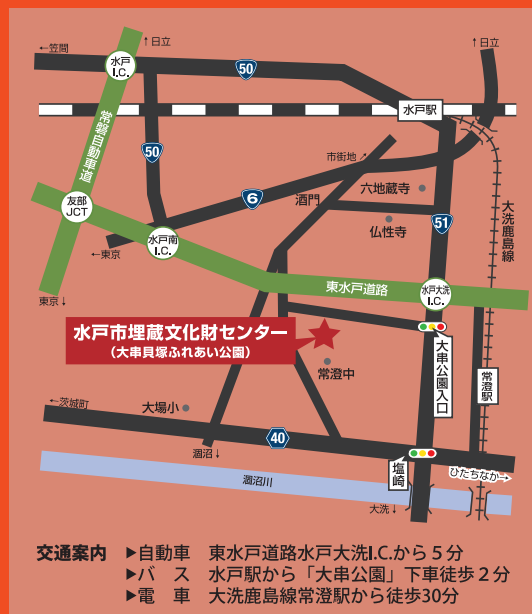 ←笠間
↑日立
↑日立
水戸
I.C.
50
水戸駅
常磐自動車道
50
市街地↗
六地蔵寺
酒門
6
仏性寺
51
大洗鹿島線
友部
JCT
水戸南
I.C.
←東京
東京↓
東水戸道路
水戸大洗
I.C.
水戸市埋蔵文化財センター
(大串貝塚ふれあい公園)
大串公園入口
常澄駅
常澄中
←茨城町
大場小
40
涸沼↓
塩崎
ひたちなか→
涸沼川
大洗↓
交通案内 ▶自動車 東水戸道路水戸大洗I.C.から5分
▶バス 水戸駅から「大串公園」下車徒歩2分
▶電車 大洗鹿島線常澄駅から徒歩30分